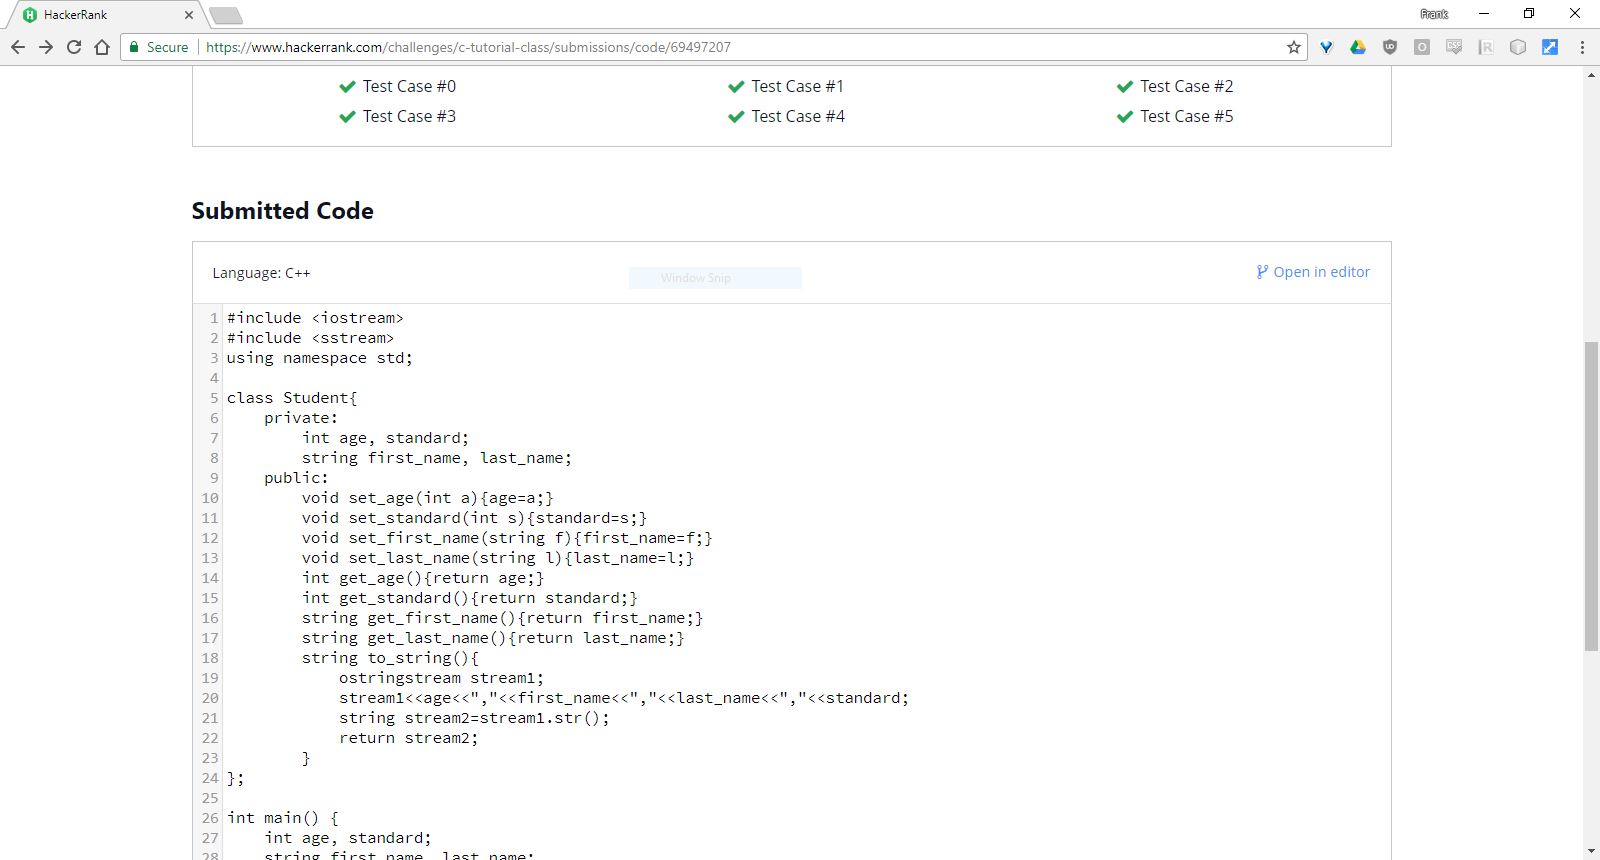 HackerRank
Frank
Secure
https://www.hackerrank.com/challenges/c-tutorial-class/submissions/code/69497207
Test Case #0 Test Case #1 Test Case #2
Test Case #3 Test Case #4 Test Case #5
Submitted Code
Language: C++
Window Snip
Open in editor
1 #include <iostream>
2 #include <sstream>
3 using namespace std;
4
5 class Student{
6     private:
7         int age, standard;
8         string first_name, last_name;
9     public:
10         void set_age(int a){age=a;}
11         void set_standard(int s){standard=s;}
12         void set_first_name(string f){first_name=f;}
13         void set_last_name(string l){last_name=l;}
14         int get_age(){return age;}
15         int get_standard(){return standard;}
16         string get_first_name(){return first_name;}
17         string get_last_name(){return last_name;}
18         string to_string(){
19             ostringstream stream1;
20             stream1<<age<<","<<first_name<<","<<last_name<<","<<standard;
21             string stream2=stream1.str();
22             return stream2;
23         }
24 };
25
26 int main() {
27     int age, standard;
28     string first_name, last_name;